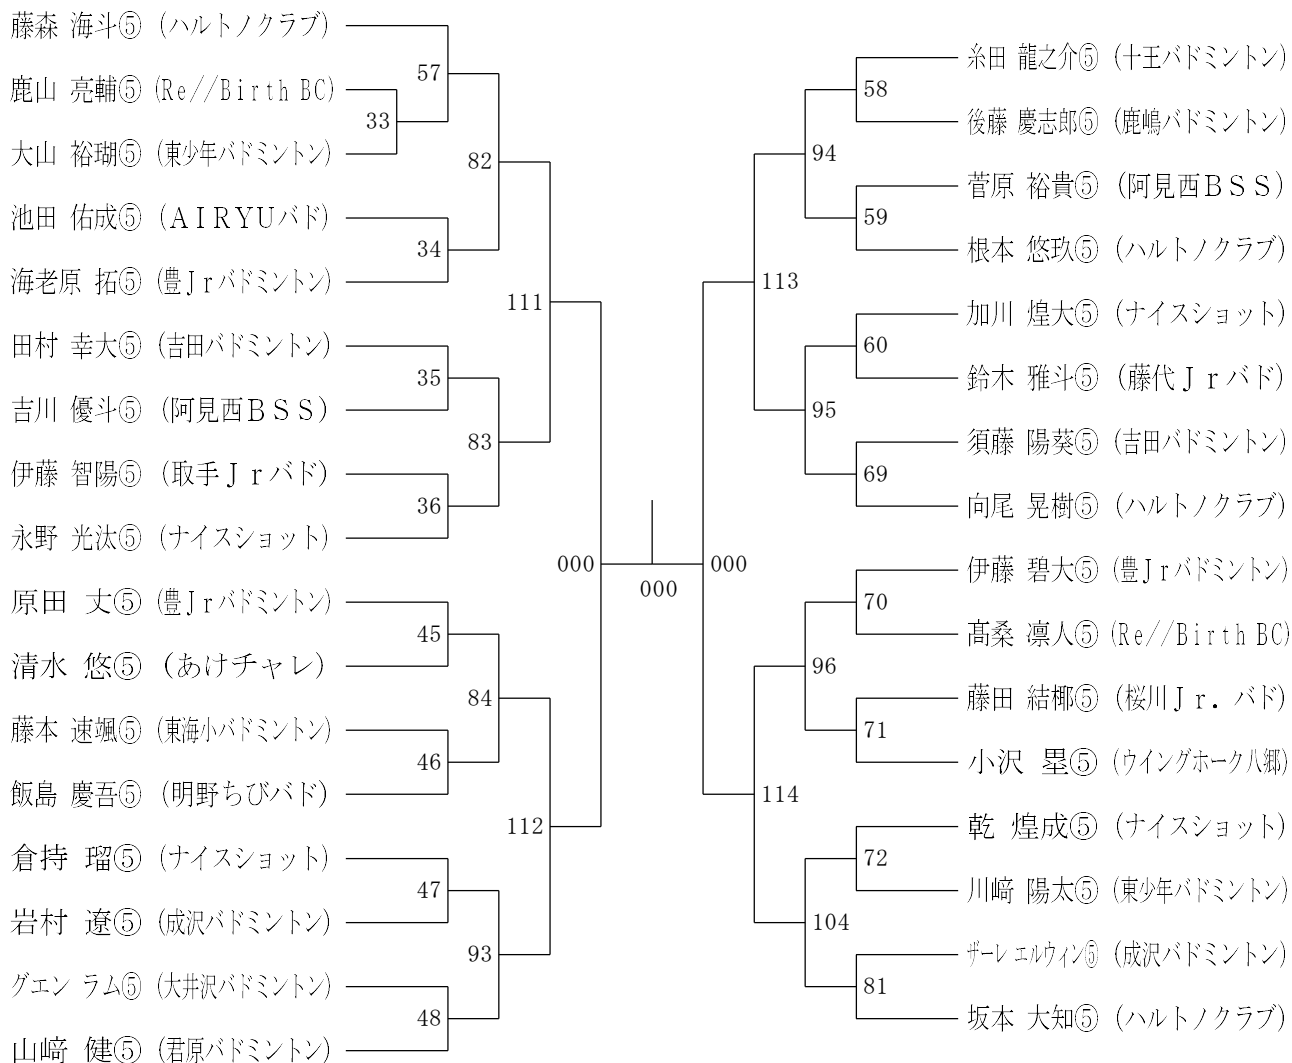 藤森 海斗⑤ (ハルトノクラブ)
57
鹿山 亮輔⑤ (Re//Birth BC)
33
大山 裕瑚⑤ (東少年バドミントン)
82
池田 佑成⑤ (AIRYUバド)
34
海老原 拓⑤ (豊Jrバドミントン)
111
田村 幸大⑤ (吉田バドミントン)
35
吉川 優斗⑤ (阿見西BSS)
83
伊藤 智陽⑤ (取手Jrバド)
36
永野 光汰⑤ (ナイスショット)
000
原田 丈⑤ (豊Jrバドミントン)
45
清水 悠⑤ (あけチャレ)
84
藤本 速颯⑤ (東海小バドミントン)
46
飯島 慶吾⑤ (明野ちびバド)
112
倉持 瑠⑤ (ナイスショット)
47
岩村 遼⑤ (成沢バドミントン)
93
グエン ラム⑤ (大井沢バドミントン)
48
山﨑 健⑤ (君原バドミントン)
000
糸田 龍之介⑤ (十王バドミントン)
58
後藤 慶志郎⑤ (鹿嶋バドミントン)
94
菅原 裕貴⑤ (阿見西BSS)
59
根本 悠玖⑤ (ハルトノクラブ)
113
加川 煌大⑤ (ナイスショット)
60
鈴木 雅斗⑤ (藤代Jrバド)
95
須藤 陽葵⑤ (吉田バドミントン)
69
向尾 晃樹⑤ (ハルトノクラブ)
000
伊藤 碧大⑤ (豊Jrバドミントン)
70
髙桑 凛人⑤ (Re//Birth BC)
96
藤田 結椰⑤ (桜川Jr.バド)
71
小沢 塁⑤ (ウイングホーク八郷)
114
乾 煌成⑤ (ナイスショット)
72
川﨑 陽太⑤ (東少年バドミントン)
104
ザーレ エルウィン⑤ (成沢バドミントン)
81
坂本 大知⑤ (ハルトノクラブ)